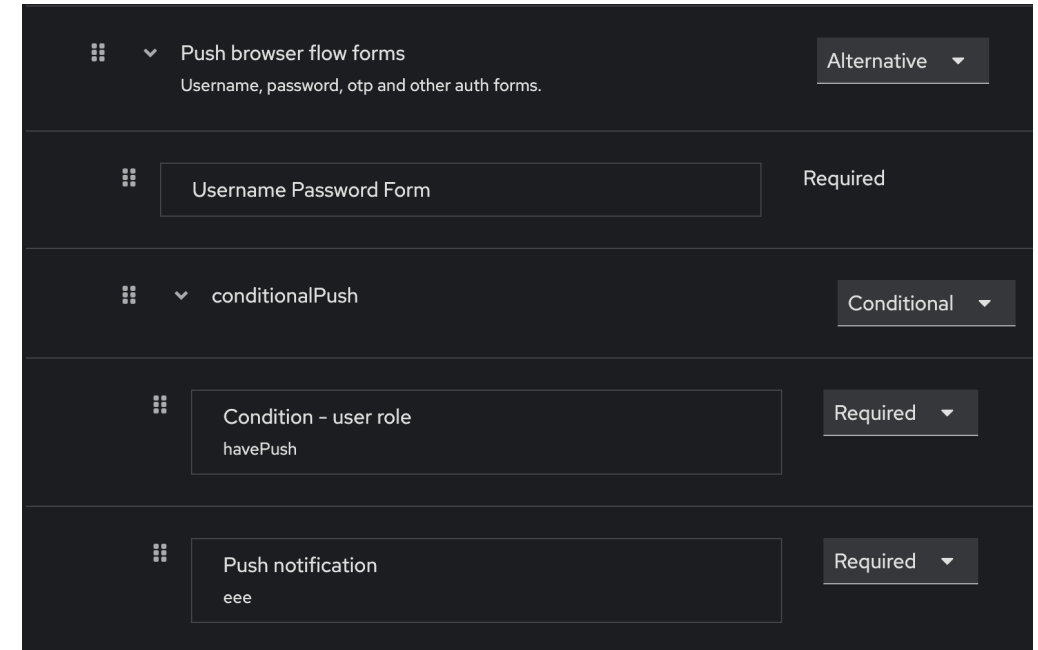 Push browser flow forms
Alternative
Username, password, otp and other auth forms.
Username Password Form
Required
conditionalPush
Conditional
Condition - user role
Required
havePush
Push notification
Required
eee